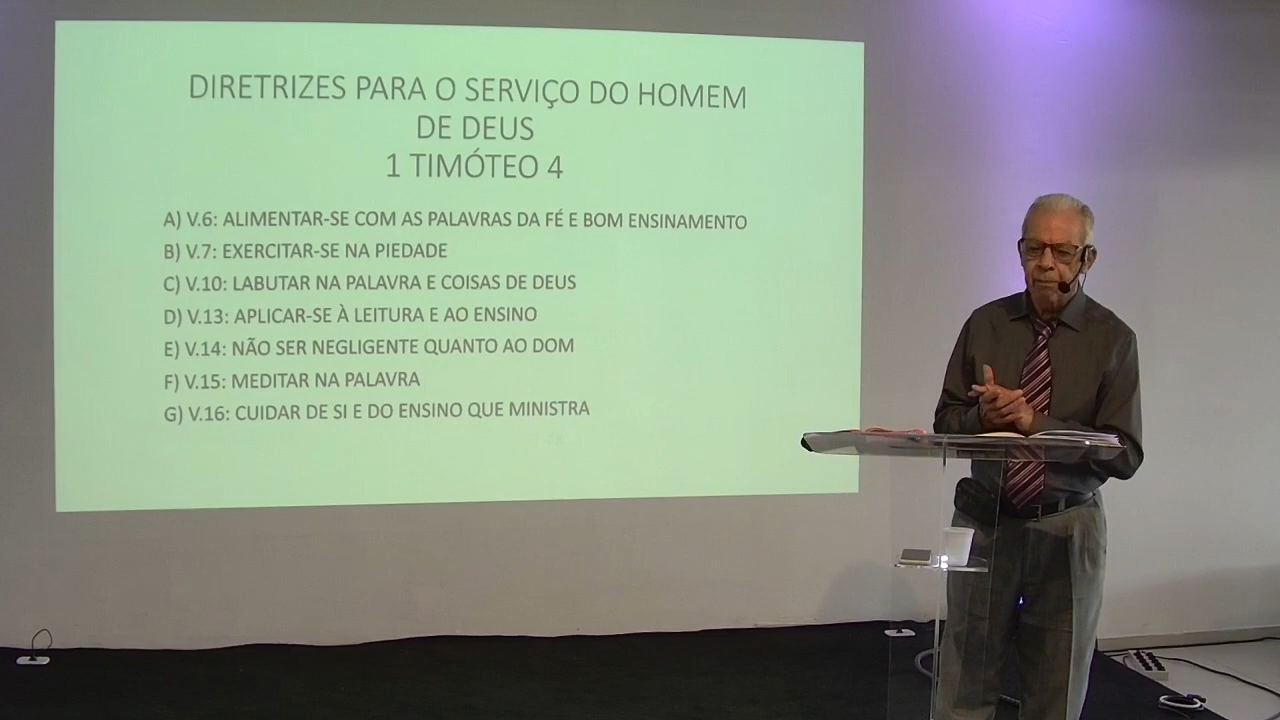 DIRETRIZES PARA O SERVIÇO DO HOMEM
DE DEUS
1 TIMÓTEO 4
A) V.6: ALIMENTAR-SE COM AS PALAVRAS DA FÉ E BOM ENSINAMENTO
B) V.7: EXERCITAR-SE NA PIEDADE
C) V.10: LABUTAR NA PALAVRA E COISAS DE DEUS
D) V.13: APLICAR-SE À LEITURA E AO ENSINO
E) V.14: NÃO SER NEGLIGENTE QUANTO AO DOM
F) V.15: MEDITAR NA PALAVRA
G) V.16: CUIDAR DE SI E DO ENSINO QUE MINISTRA